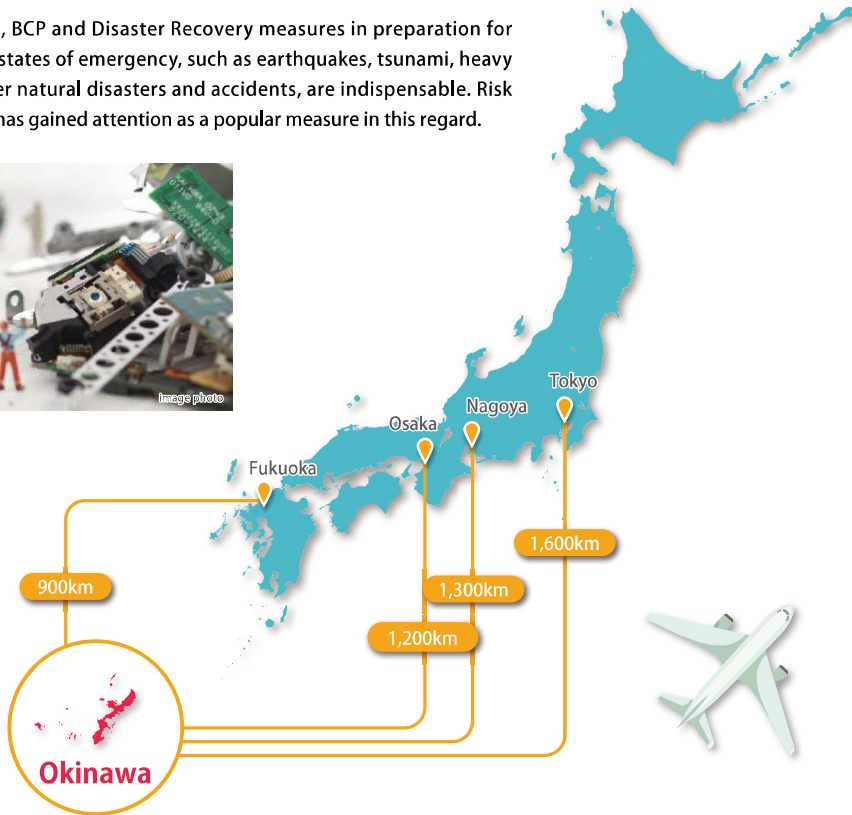 , BCP and Disaster Recovery measures in preparation for
states of emergency, such as earthquakes, tsunami, heavy
er natural disasters and accidents, are indispensable. Risk
has gained attention as a popular measure in this regard.
image photo
Tokyo
Nagoya
Osaka
Fukuoka
1,600km
900km
1,300km
1,200km
Okinawa